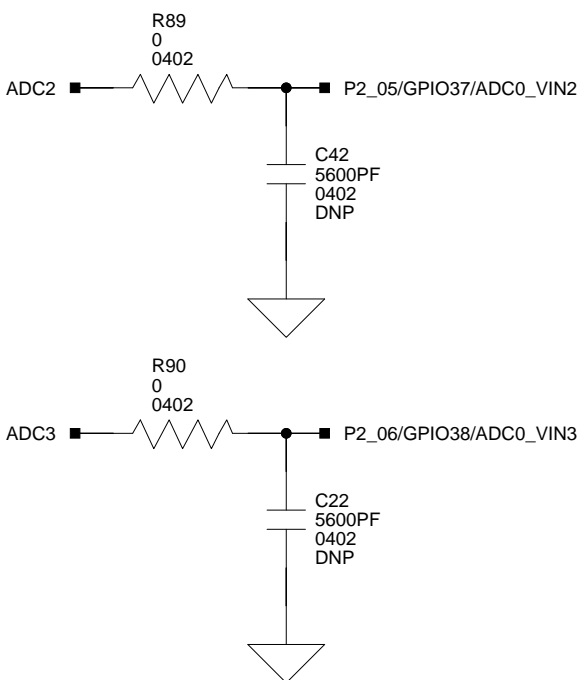 R89
0
0402
ADC2
P2_05/GPIO37/ADC0_VIN2
C42
5600PF
0402
DNP
R90
0
0402
ADC3
P2_06/GPIO38/ADC0_VIN3
C22
5600PF
0402
DNP